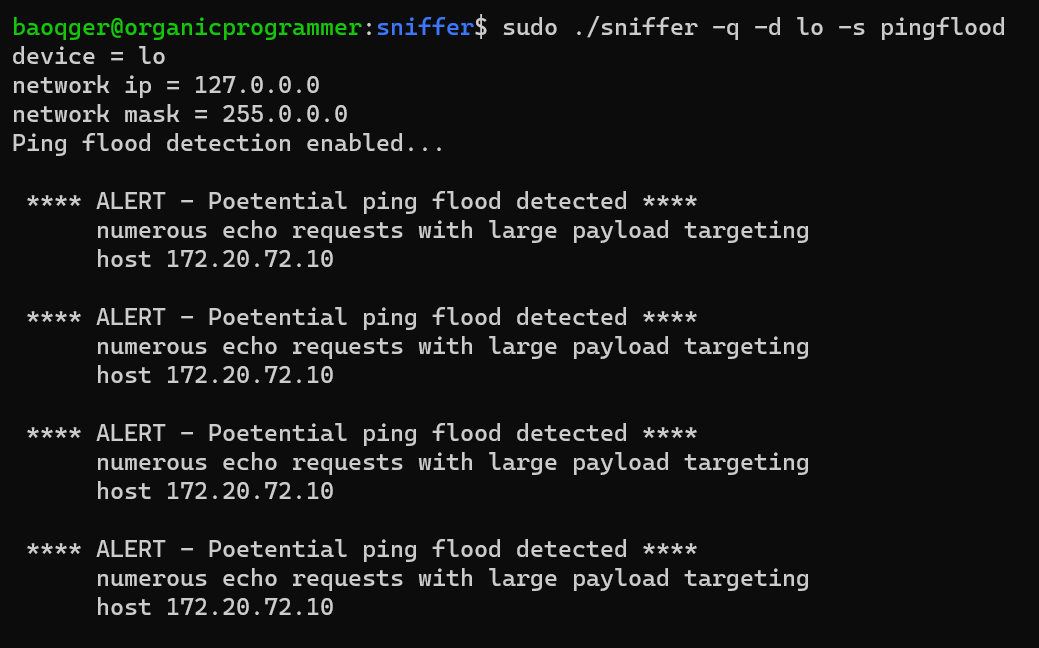 baoqger@organicprogrammer:sniffer$ sudo ./sniffer -q -d lo -s pingflood
device = lo
network ip = 127.0.0.0
network mask = 255.0.0.0
Ping flood detection enabled...
**** ALERT - Poetential ping flood detected ****
numerous echo requests with large payload targeting
host 172.20.72.10
**** ALERT - Poetential ping flood detected ****
numerous echo requests with large payload targeting
host 172.20.72.10
**** ALERT - Poetential ping flood detected ****
numerous echo requests with large payload targeting
host 172.20.72.10
**** ALERT - Poetential ping flood detected ****
numerous echo requests with large payload targeting
host 172.20.72.10